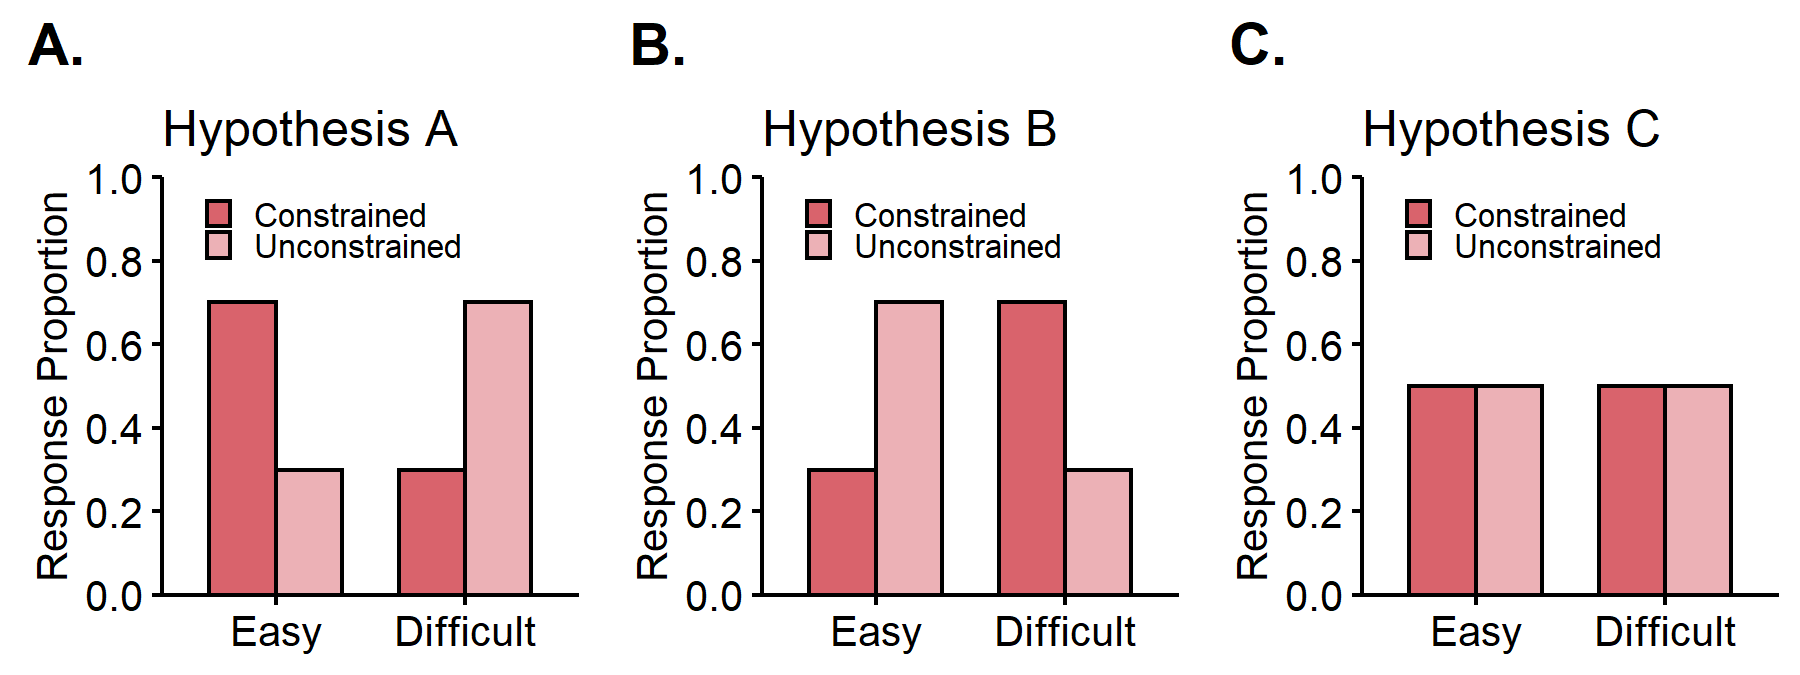 A.
Hypothesis A
Response Proportion
1.0
0.8
0.6
0.4
0.2
0.0
Constrained
Unconstrained
Easy
Difficult
B.
Hypothesis B
Response Proportion
1.0
0.8
0.6
0.4
0.2
0.0
Constrained
Unconstrained
Easy
Difficult
C.
Hypothesis C
Response Proportion
1.0
0.8
0.6
0.4
0.2
0.0
Constrained
Unconstrained
Easy
Difficult